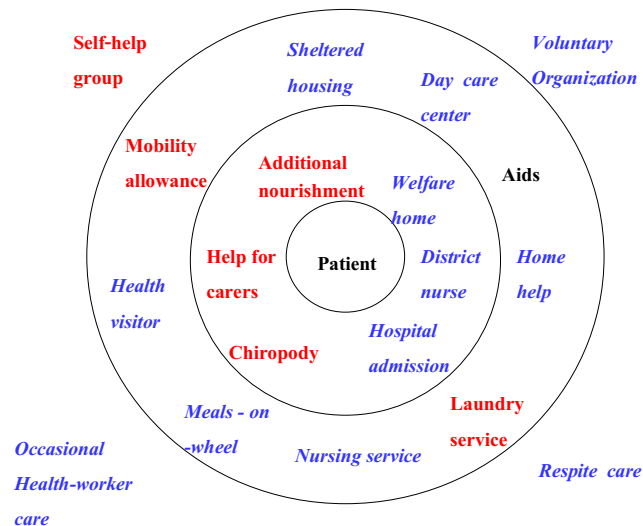 Self-help
group
Sheltered
housing
Voluntary
Organization
Day care
center
Mobility
allowance
Additional
nourishment
Welfare
home
Aids
Help for
carers
Patient
District
nurse
Home
help
Health
visitor
Chiropody
Hospital
admission
Meals - on
-wheel
Laundry
service
Nursing service
Occasional
Health-worker
care
Respite care